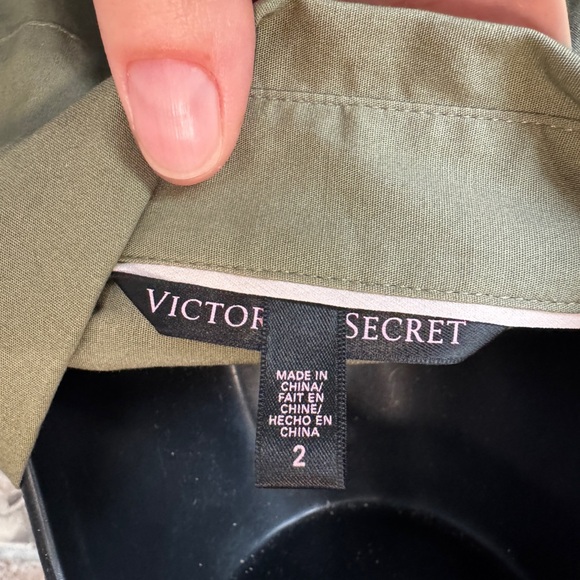 VICTOR SECRET
MADE IN
CHINA/
FAIT EN
CHINE/
HECHO EN
CHINA
2